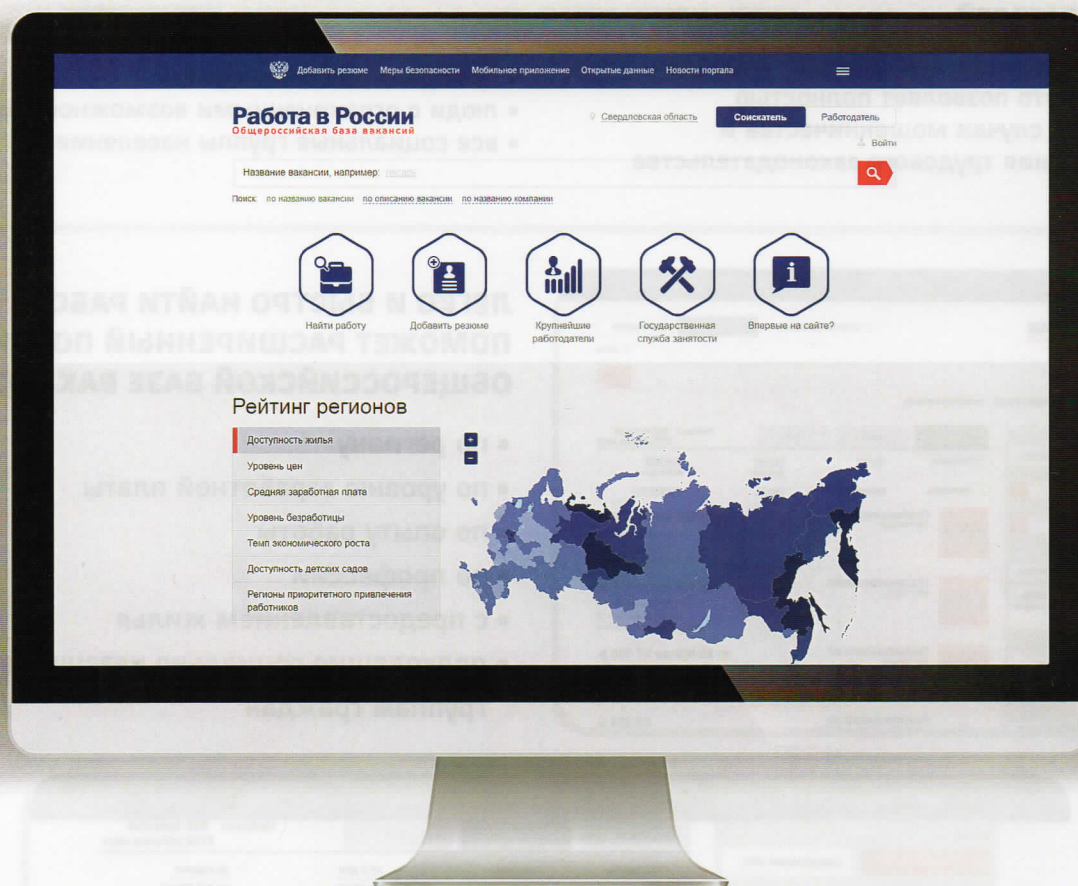 Добавить резюме Меры безопасности Мобильное приложение Открытые данные Новости портала
Работа в России
Общероссийская база вакансий
Свердловская область Соискатель Работодатель
Войти
Название вакансии, например:
Поиск: по названию вакансии по описанию вакансии по названию компании
Найти работу
Добавить резюме
Крупнейшие
работодатели
Государственная
служба занятости
Впервые на сайте?
Рейтинг регионов
Доступность жилья
Уровень цен
Средняя заработная плата
Уровень безработицы
Темп экономического роста
Доступность детских садов
Регионы приоритетного привлечения
работников